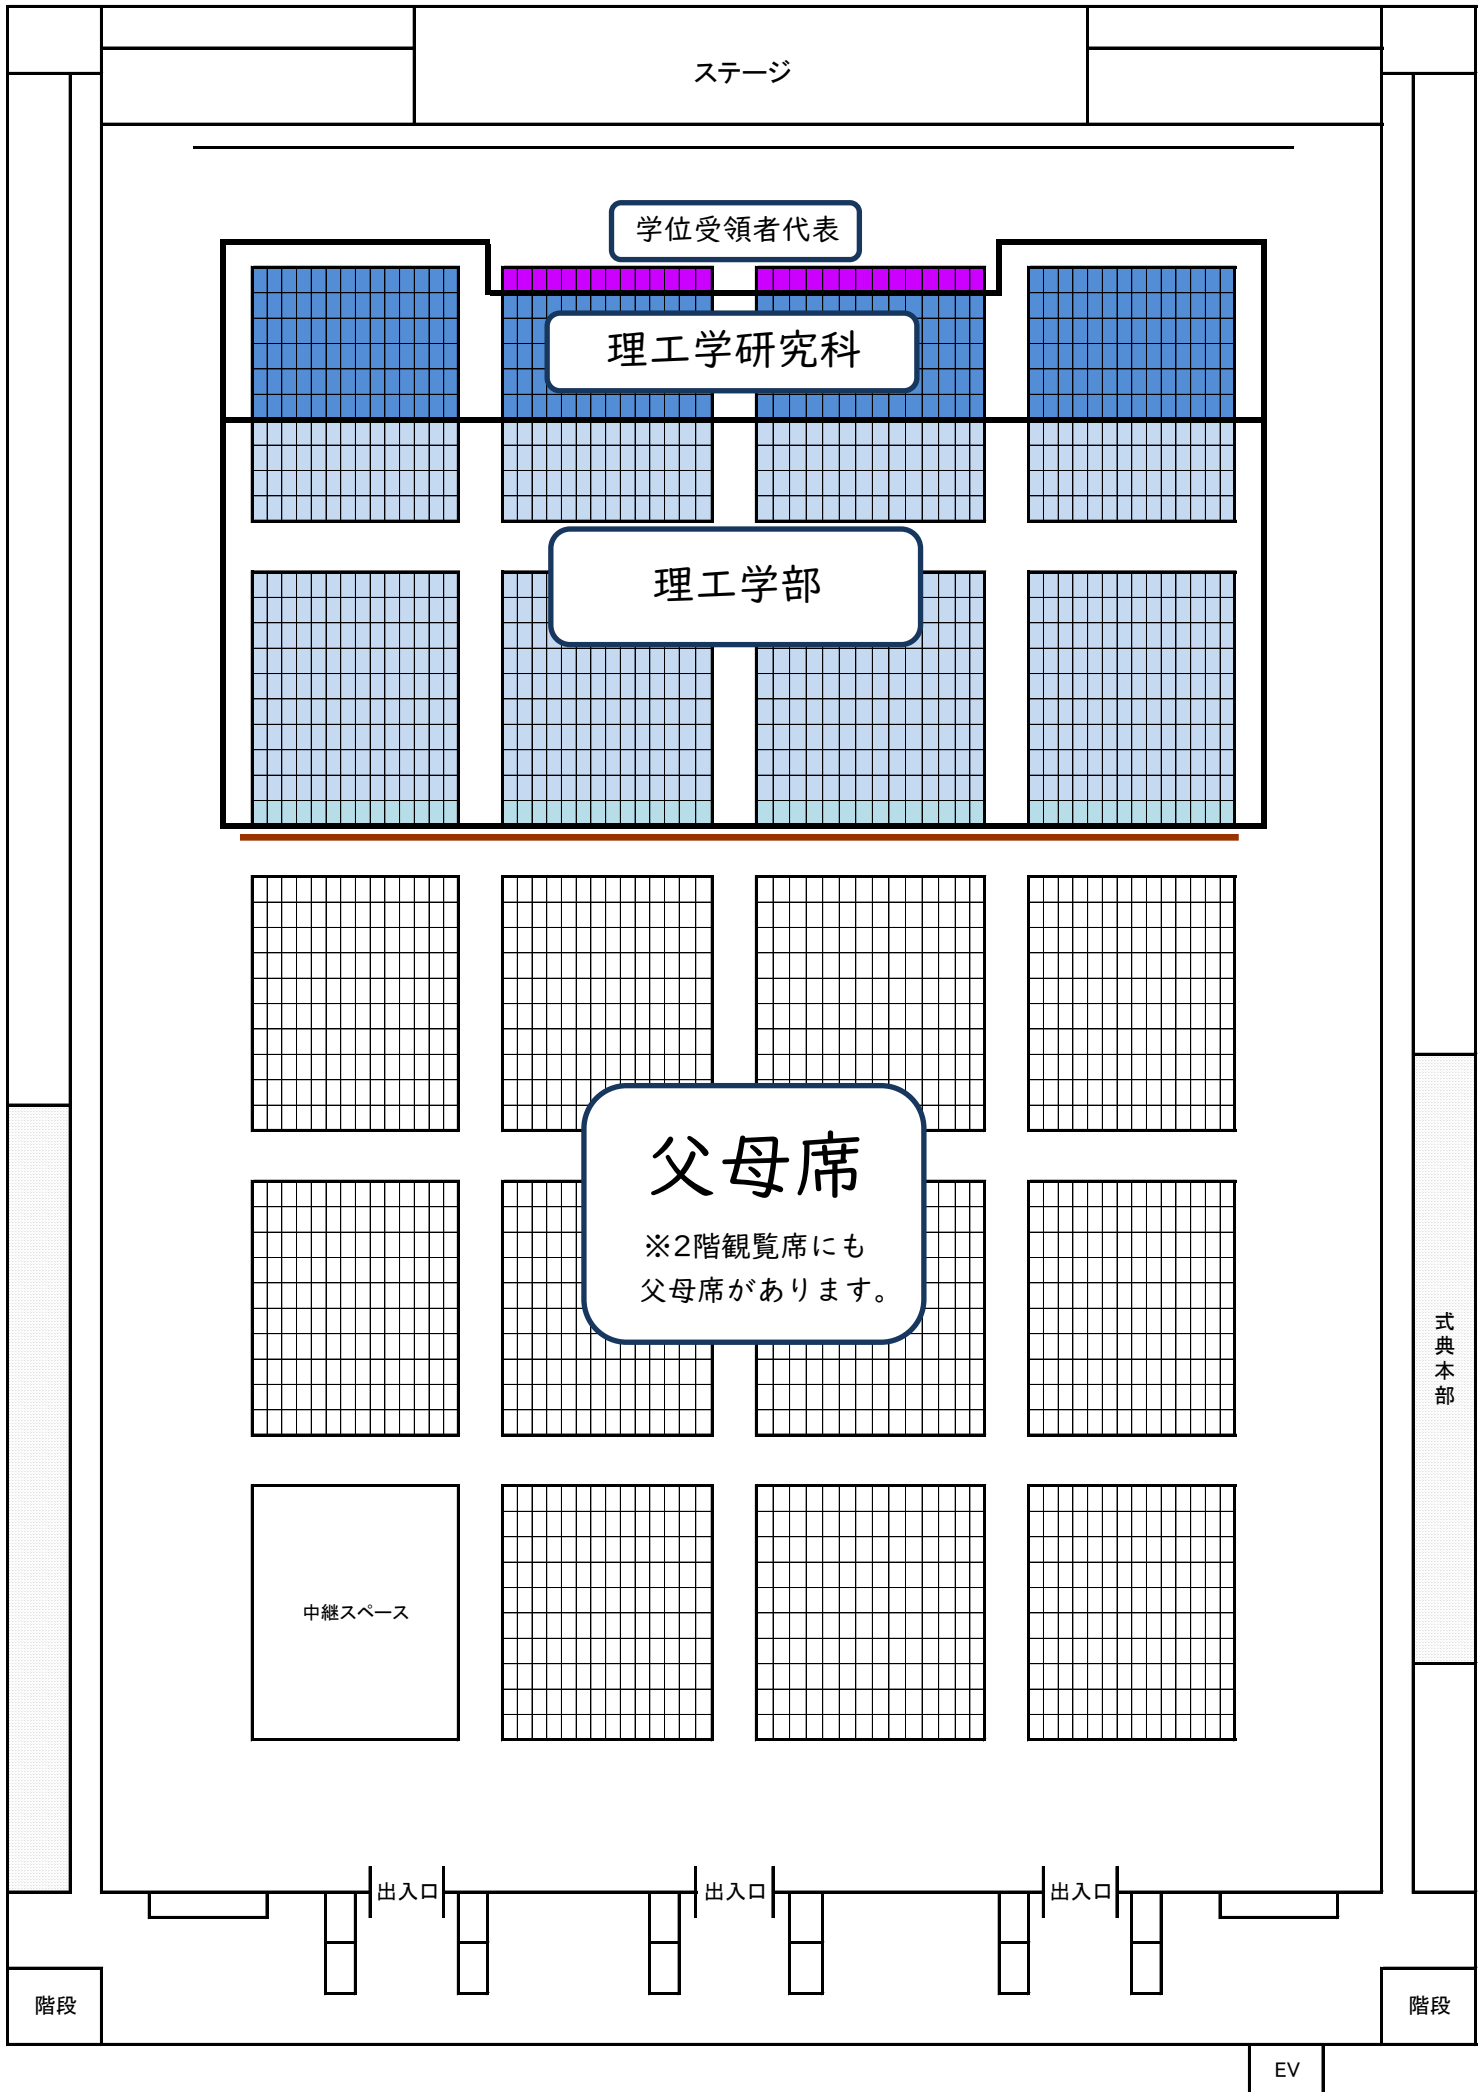 ステージ
学位受領者代表
理工学研究科
理工学部
父母席
※2階観覧席にも
父母席があります。
式典本部
中継スペース
出入口
出入口
出入口
階段
階段
EV